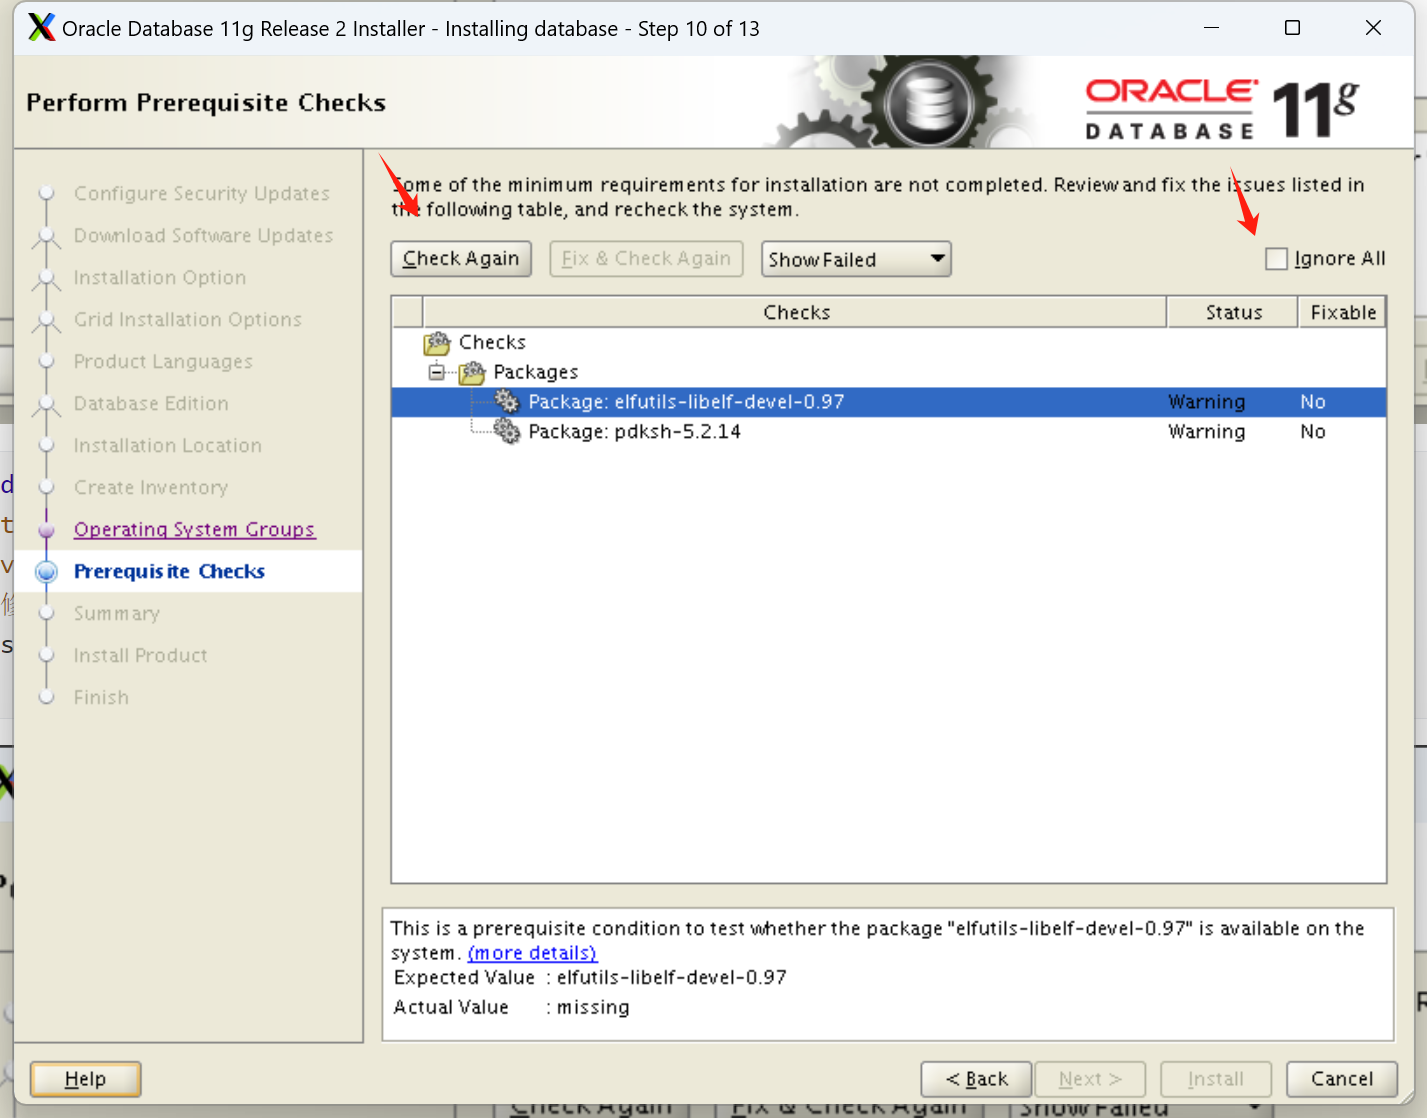 Oracle Database 11g Release 2 Installer - Installing database - Step 10 of 13
Perform Prerequisite Checks
ORACLE
DATABASE
11g
Configure Security Updates
Download Software Updates
Installation Option
Grid Installation Options
Product Languages
Database Edition
Installation Location
Create Inventory
Operating System Groups
Prerequisite Checks
Summary
Install Product
Finish
Some of the minimum requirements for installation are not completed. Review and fix the issues listed in
the following table, and recheck the system.
Check Again
Fix & Check Again
Show Failed
Ignore All
Checks Status Fixable
Checks
Packages
Package: elfutils-libelf-devel-0.97 Warning No
Package: pdksh-5.2.14 Warning No
This is a prerequisite condition to test whether the package "elfutils-libelf-devel-0.97" is available on the
system. (more details)
Expected Value : elfutils-libelf-devel-0.97
Actual Value : missing
Help
< Back
Next >
Install
Cancel
Check Again
Fix & Check Again
Show Failed